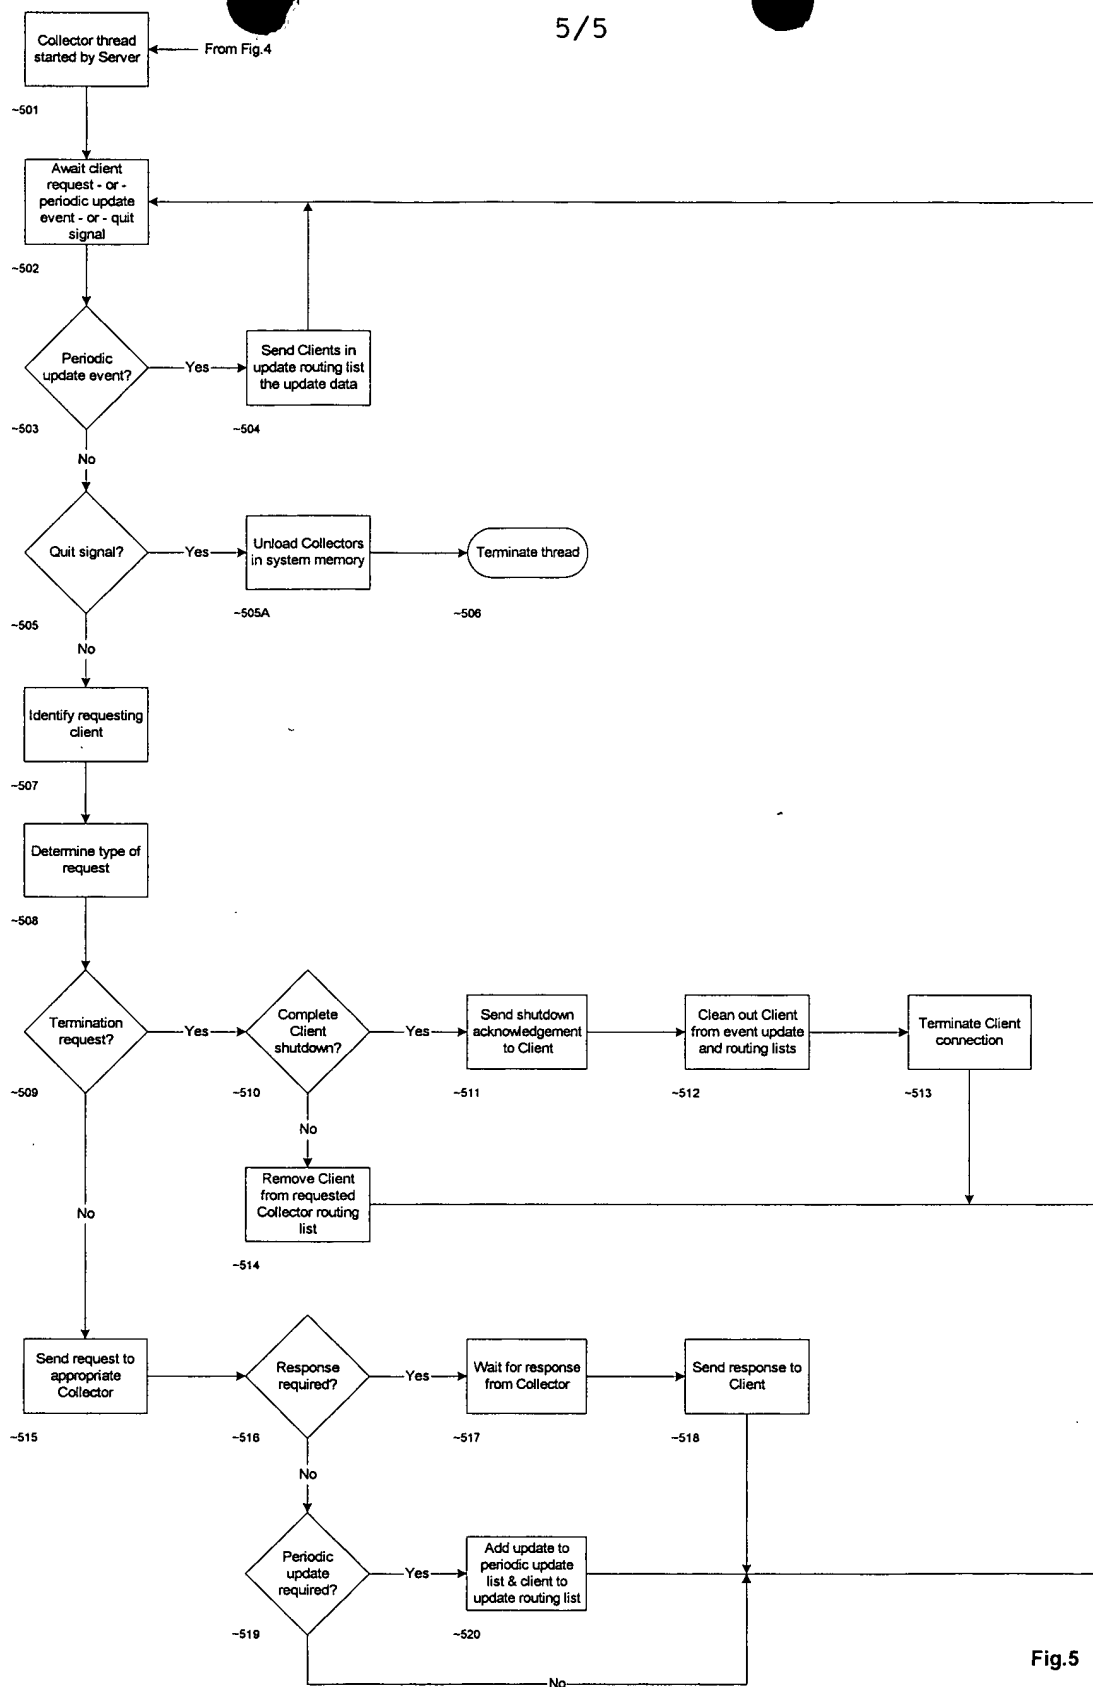 5/5
Collector thread
started by Server
From Fig.4
~501
Await client
request - or -
periodic update
event - or - quit
signal
~502
Periodic
update event?
Yes
Send Clients in
update routing list
the update data
~503
~504
No
Quit signal?
Yes
Unload Collectors
in system memory
Terminate thread
~505
~505A
~506
No
Identify requesting
client
~507
Determine type of
request
~508
Termination
request?
Yes
Complete
Client
shutdown?
Yes
Send shutdown
acknowledgement
to Client
Clean out Client
from event update
and routing lists
Terminate Client
connection
~509
~510
~511
~512
~513
No
Remove Client
from requested
Collector routing
list
No
~514
Send request to
appropriate
Collector
Response
required?
Yes
Wait for response
from Collector
Send response to
Client
~515
~516
~517
~518
No
Periodic
update
required?
Yes
Add update to
periodic update
list & client to
update routing list
~519
~520
No
Fig.5